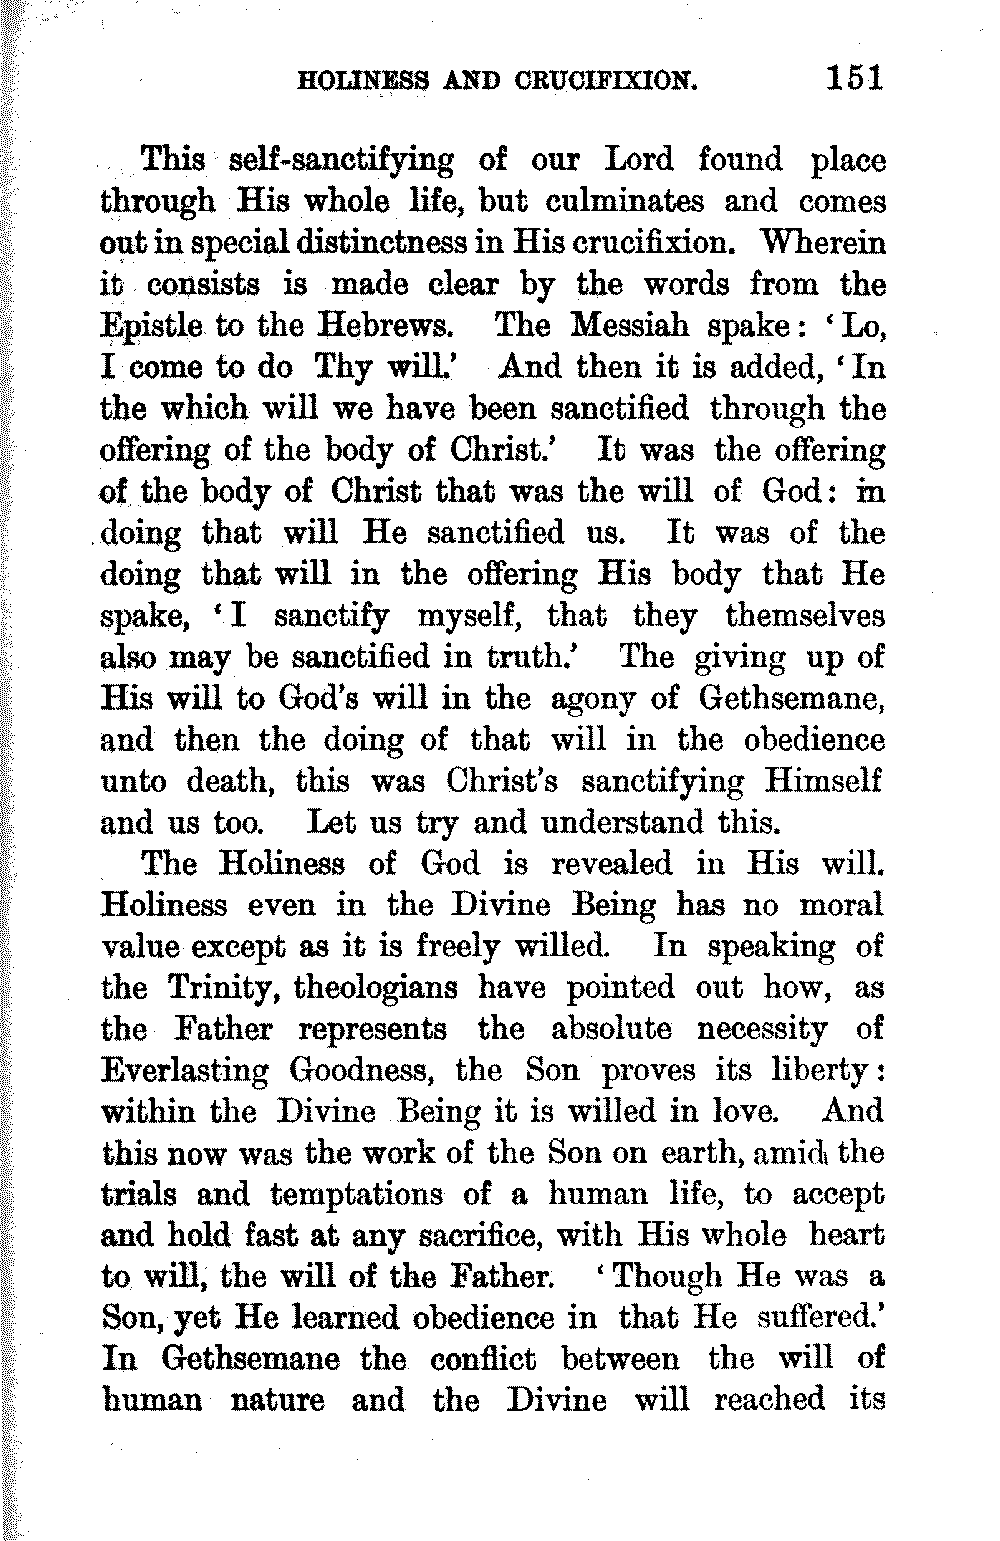 HOLINESS AND CRUCIFIXION. 151
This self-sanctifying of our Lord found place
through His whole life, but culminates and comes
out in special distinctness in His crucifixion. Wherein
it consists is made clear by the words from the
Epistle to the Hebrews. The Messiah spake: ‘Lo,
I come to do Thy will.’ And then it is added, ‘In
the which will we have been sanctified through the
offering of the body of Christ.’ It was the offering
of the body of Christ that was the will of God: in
doing that will He sanctified us. It was of the
doing that will in the offering His body that He
spake, ‘I sanctify myself, that they themselves
also may be sanctified in truth.’ The giving up of
His will to God's will in the agony of Gethsemane,
and then the doing of that will in the obedience
unto death, this was Christ's sanctifying Himself
and us too. Let us try and understand this.
The Holiness of God is revealed in His will.
Holiness even in the Divine Being has no moral
value except as it is freely willed. In speaking of
the Trinity, theologians have pointed out how, as
the Father represents the absolute necessity of
Everlasting Goodness, the Son proves its liberty:
within the Divine Being it is willed in love. And
this now was the work of the Son on earth, amid the
trials and temptations of a human life, to accept
and hold fast at any sacrifice, with His whole heart
to will, the will of the Father. ‘Though He was a
Son, yet He learned obedience in that He suffered.’
In Gethsemane the conflict between the will of
human nature and the Divine will reached its